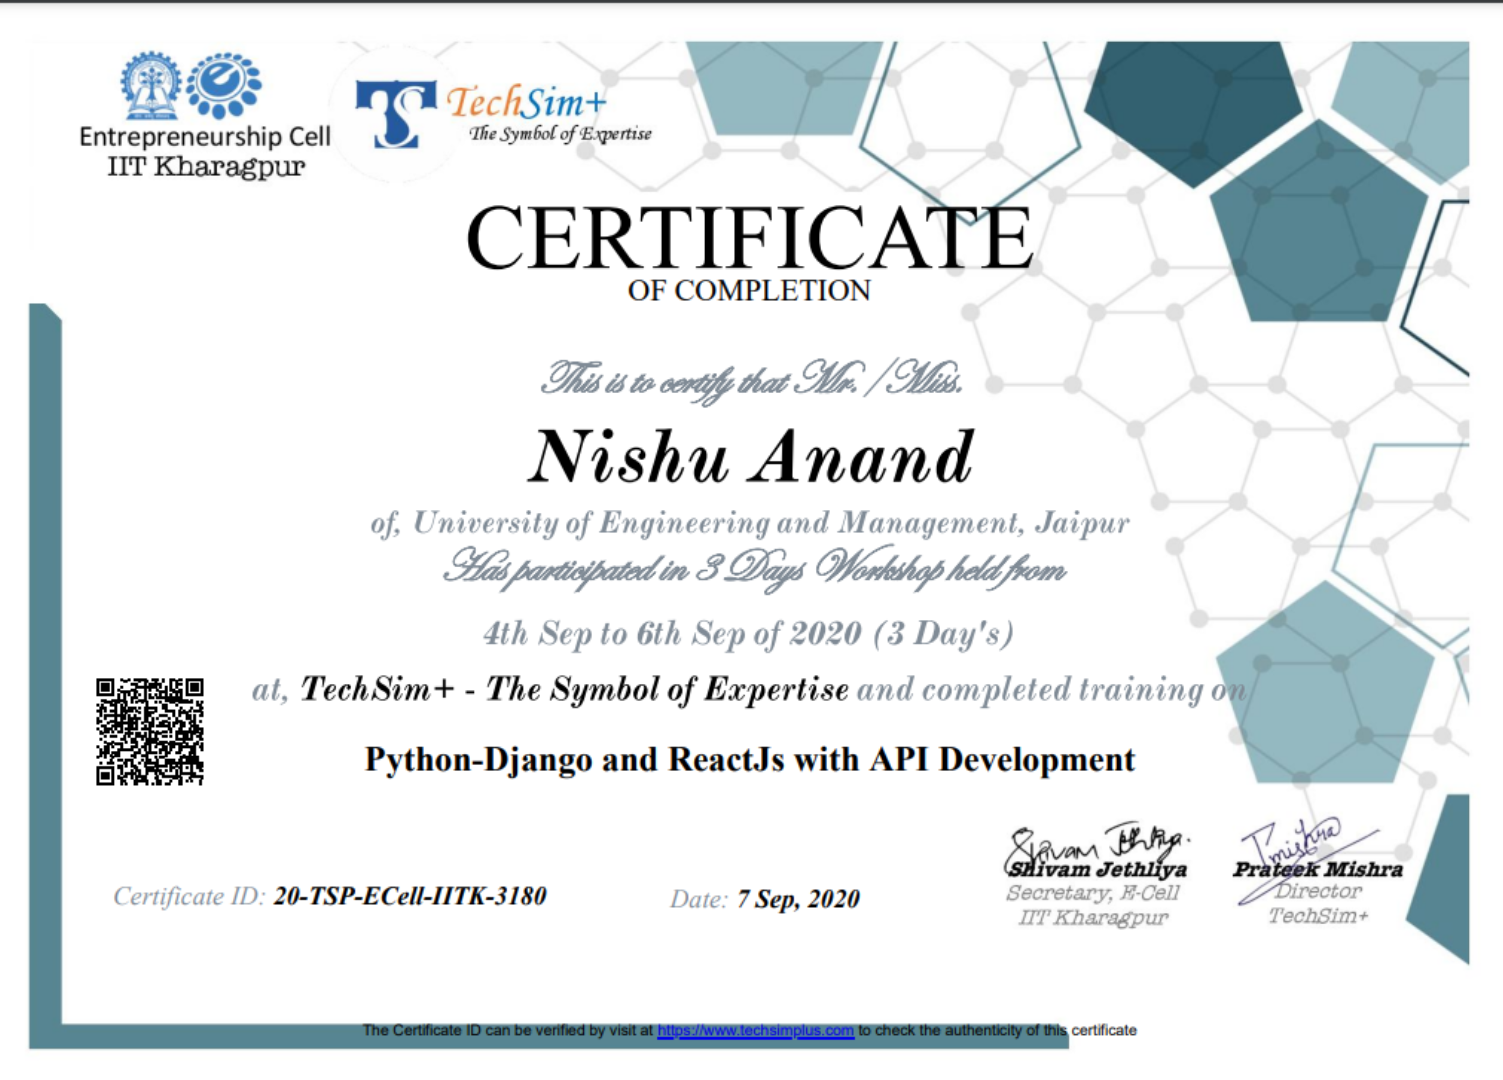 Entrepreneurship Cell
IIT Kharagpur
TS TechSim+
The Symbol of Expertise
CERTIFICATE
OF COMPLETION
This is to certify that Mr. / Miss.
Nishu Anand
of, University of Engineering and Management, Jaipur
Has participated in 3 Days Workshop held from
4th Sep to 6th Sep of 2020 (3 Day's)
at, TechSim+ - The Symbol of Expertise and completed training on
Python-Django and ReactJs with API Development
Shivam Jethliya.
Pmishra
Shivam Jethliya
Prateek Mishra
Secretary, E-Cell
Director
IIT Kharagpur
TechSim+
Certificate ID: 20-TSP-ECell-IITK-3180
Date: 7 Sep, 2020
The Certificate ID can be verified by visit at https://www.techsimplus.com to check the authenticity of this certificate